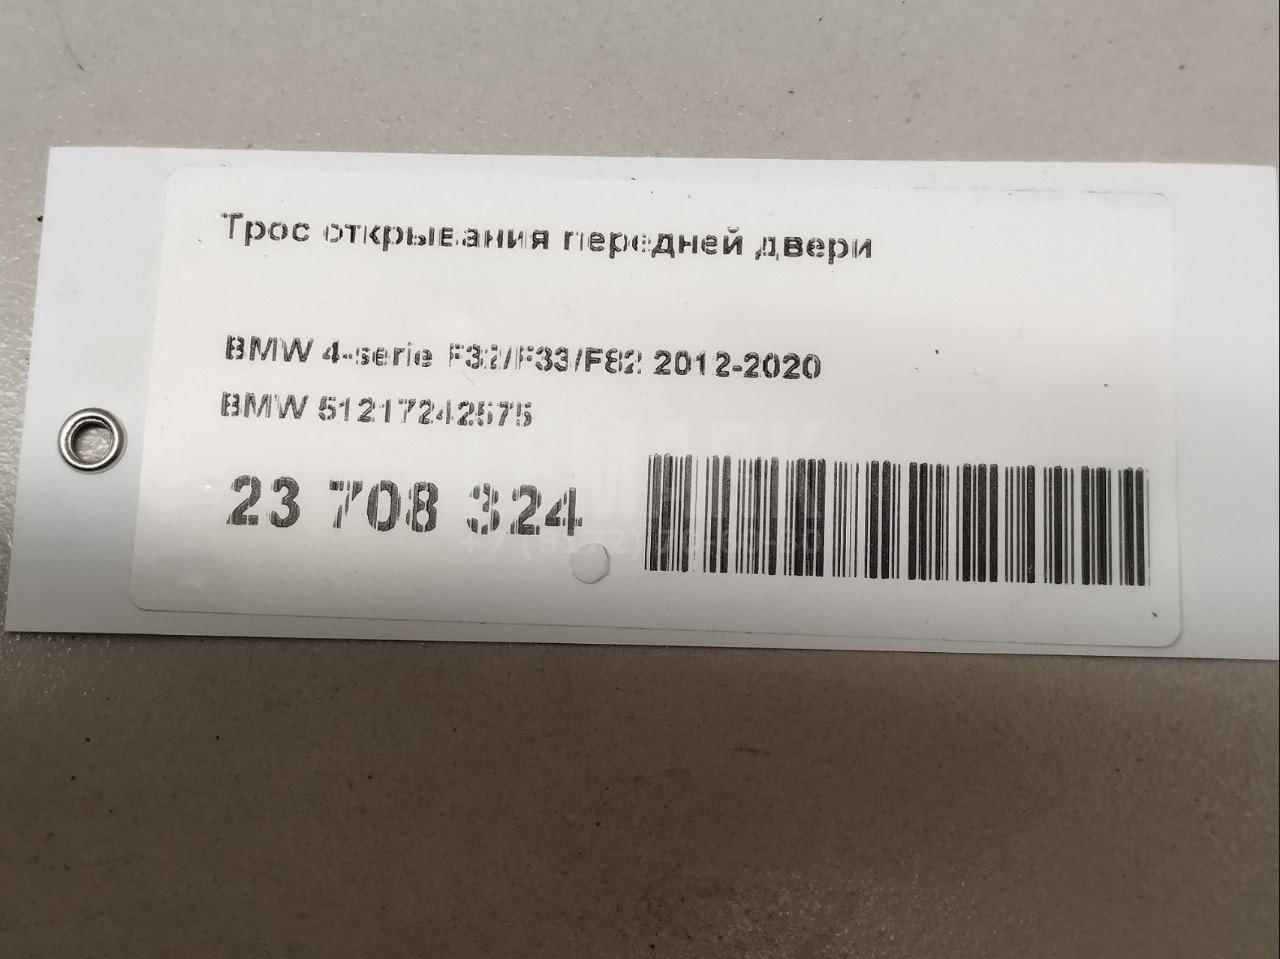 Трос открывания передней двери
BMW 4-serie F32/F33/F82 2012-2020
BMW 51217242575
23 708 324